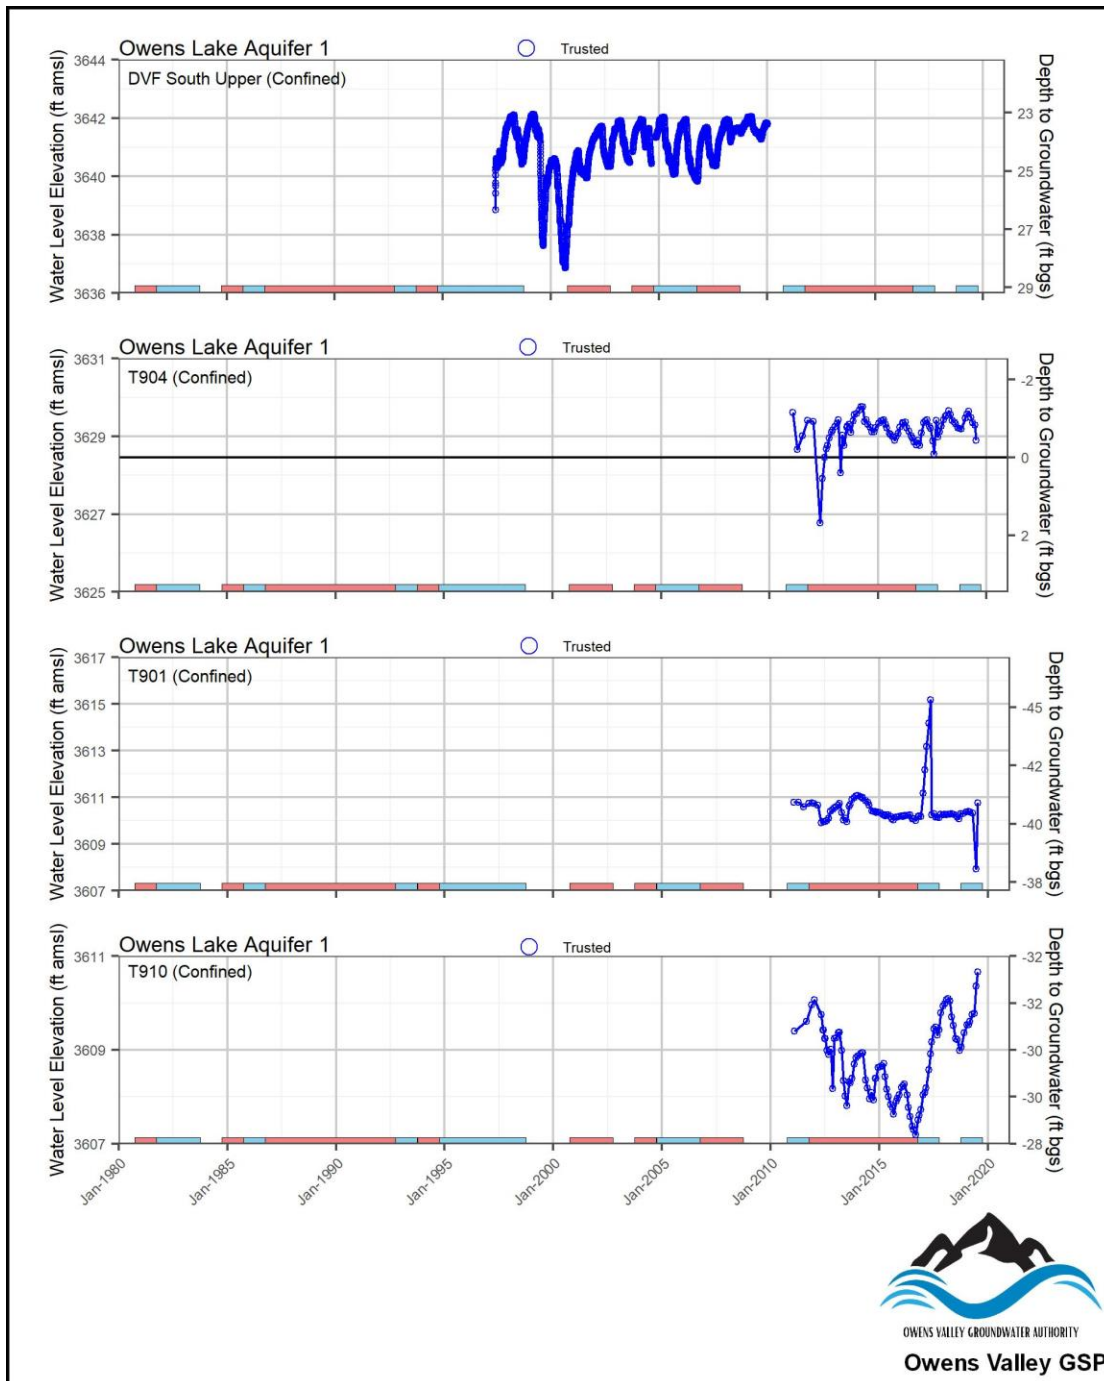 Owens Lake Aquifer 1
Trusted
DVF South Upper (Confined)
Water Level Elevation (ft amsl)
3644
3642
3640
3638
3636
Depth to Groundwater (ft bgs)
23
25
27
29
Owens Lake Aquifer 1
Trusted
T904 (Confined)
Water Level Elevation (ft amsl)
3631
3629
3627
3625
Depth to Groundwater (ft bgs)
-2
0
2
Owens Lake Aquifer 1
Trusted
T901 (Confined)
Water Level Elevation (ft amsl)
3617
3615
3613
3611
3609
3607
Depth to Groundwater (ft bgs)
-45
-42
-40
-38
Owens Lake Aquifer 1
Trusted
T910 (Confined)
Water Level Elevation (ft amsl)
3611
3609
3607
Depth to Groundwater (ft bgs)
-32
-32
-30
-30
-28
Jan-1980
Jan-1985
Jan-1990
Jan-1995
Jan-2000
Jan-2005
Jan-2010
Jan-2015
Jan-2020
OWENS VALLEY GROUNDWATER AUTHORITY
Owens Valley GSP